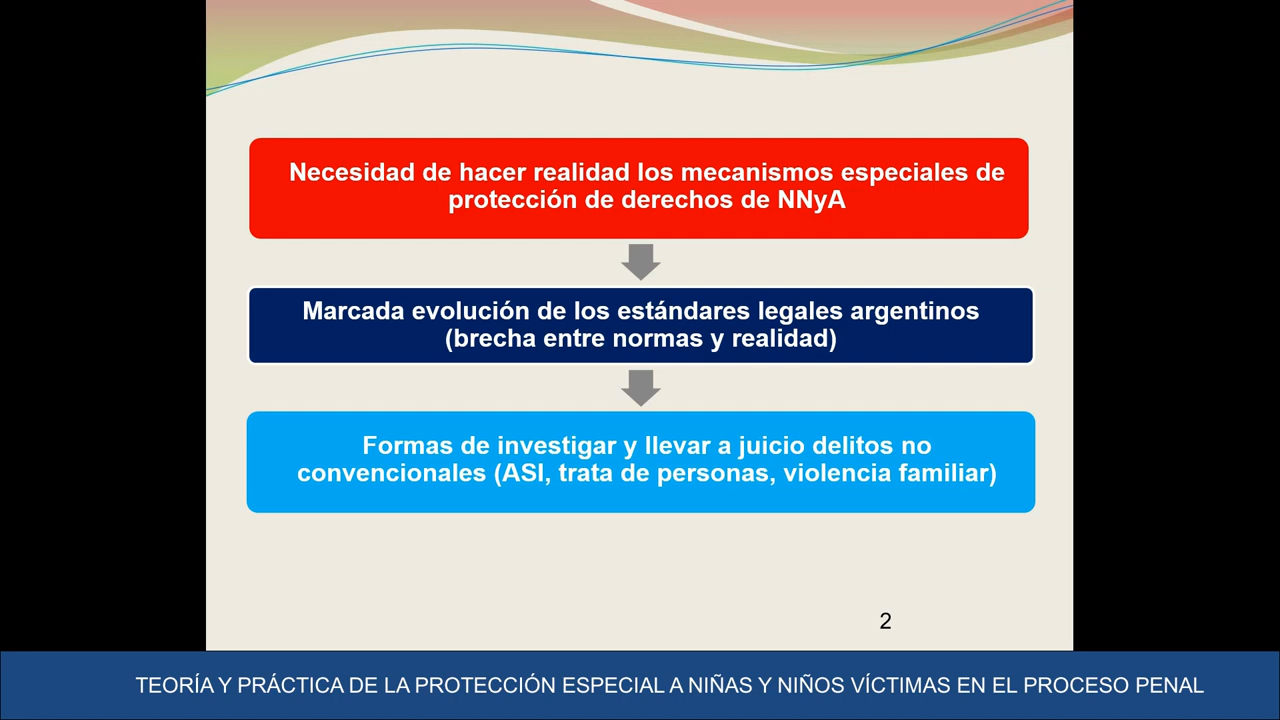 Necesidad de hacer realidad los mecanismos especiales de
protección de derechos de NNyA
Marcada evolución de los estándares legales argentinos
(brecha entre normas y realidad)
Formas de investigar y llevar a juicio delitos no
convencionales (ASI, trata de personas, violencia familiar)
2
TEORÍA Y PRÁCTICA DE LA PROTECCIÓN ESPECIAL A NIÑAS Y NIÑOS VÍCTIMAS EN EL PROCESO PENAL